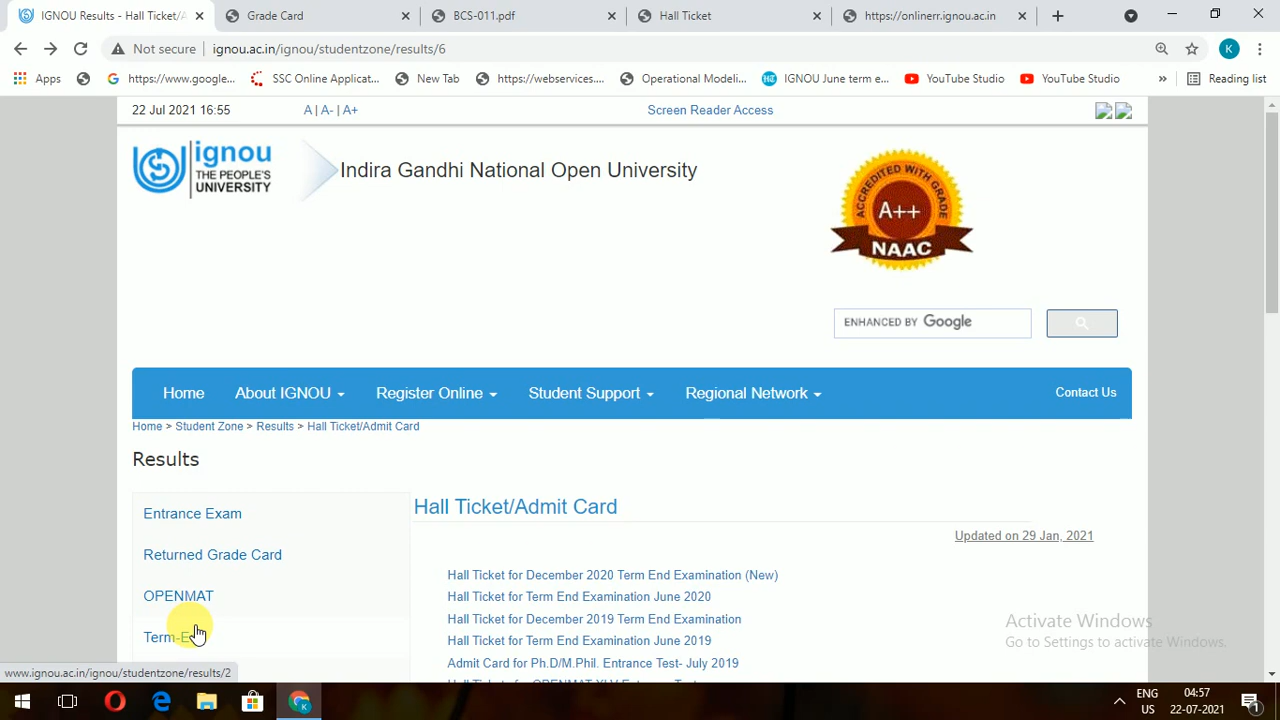 IGNOU Results - Hall Ticket/A
Grade Card
BCS-011.pdf
Hall Ticket
https://onlinerr.ignou.ac.in
Not secure
ignou.ac.in/ignou/studentzone/results/6
K
Apps
https://www.google...
SSC Online Applicat...
New Tab
https://webservices....
Operational Modeli...
IGNOU June term e...
YouTube Studio
YouTube Studio
Reading list
22 Jul 2021 16:55
A | A- | A+
Screen Reader Access
ignou
THE PEOPLE'S
UNIVERSITY
Indira Gandhi National Open University
ACCREDITED WITH GRADE
A++
NAAC
ENHANCED BY Google
Home
About IGNOU
Register Online
Student Support
Regional Network
Contact Us
Home > Student Zone > Results > Hall Ticket/Admit Card
Results
Entrance Exam
Returned Grade Card
OPENMAT
Hall Ticket/Admit Card
Updated on 29 Jan, 2021
Hall Ticket for December 2020 Term End Examination (New)
Hall Ticket for Term End Examination June 2020
Hall Ticket for December 2019 Term End Examination
Hall Ticket for Term End Examination June 2019
Admit Card for Ph.D/M.Phil. Entrance Test- July 2019
Activate Windows
Go to Settings to activate Windows.
www.ignou.ac.in/ignou/studentzone/results/2
ENG
US
04:57
22-07-2021
1